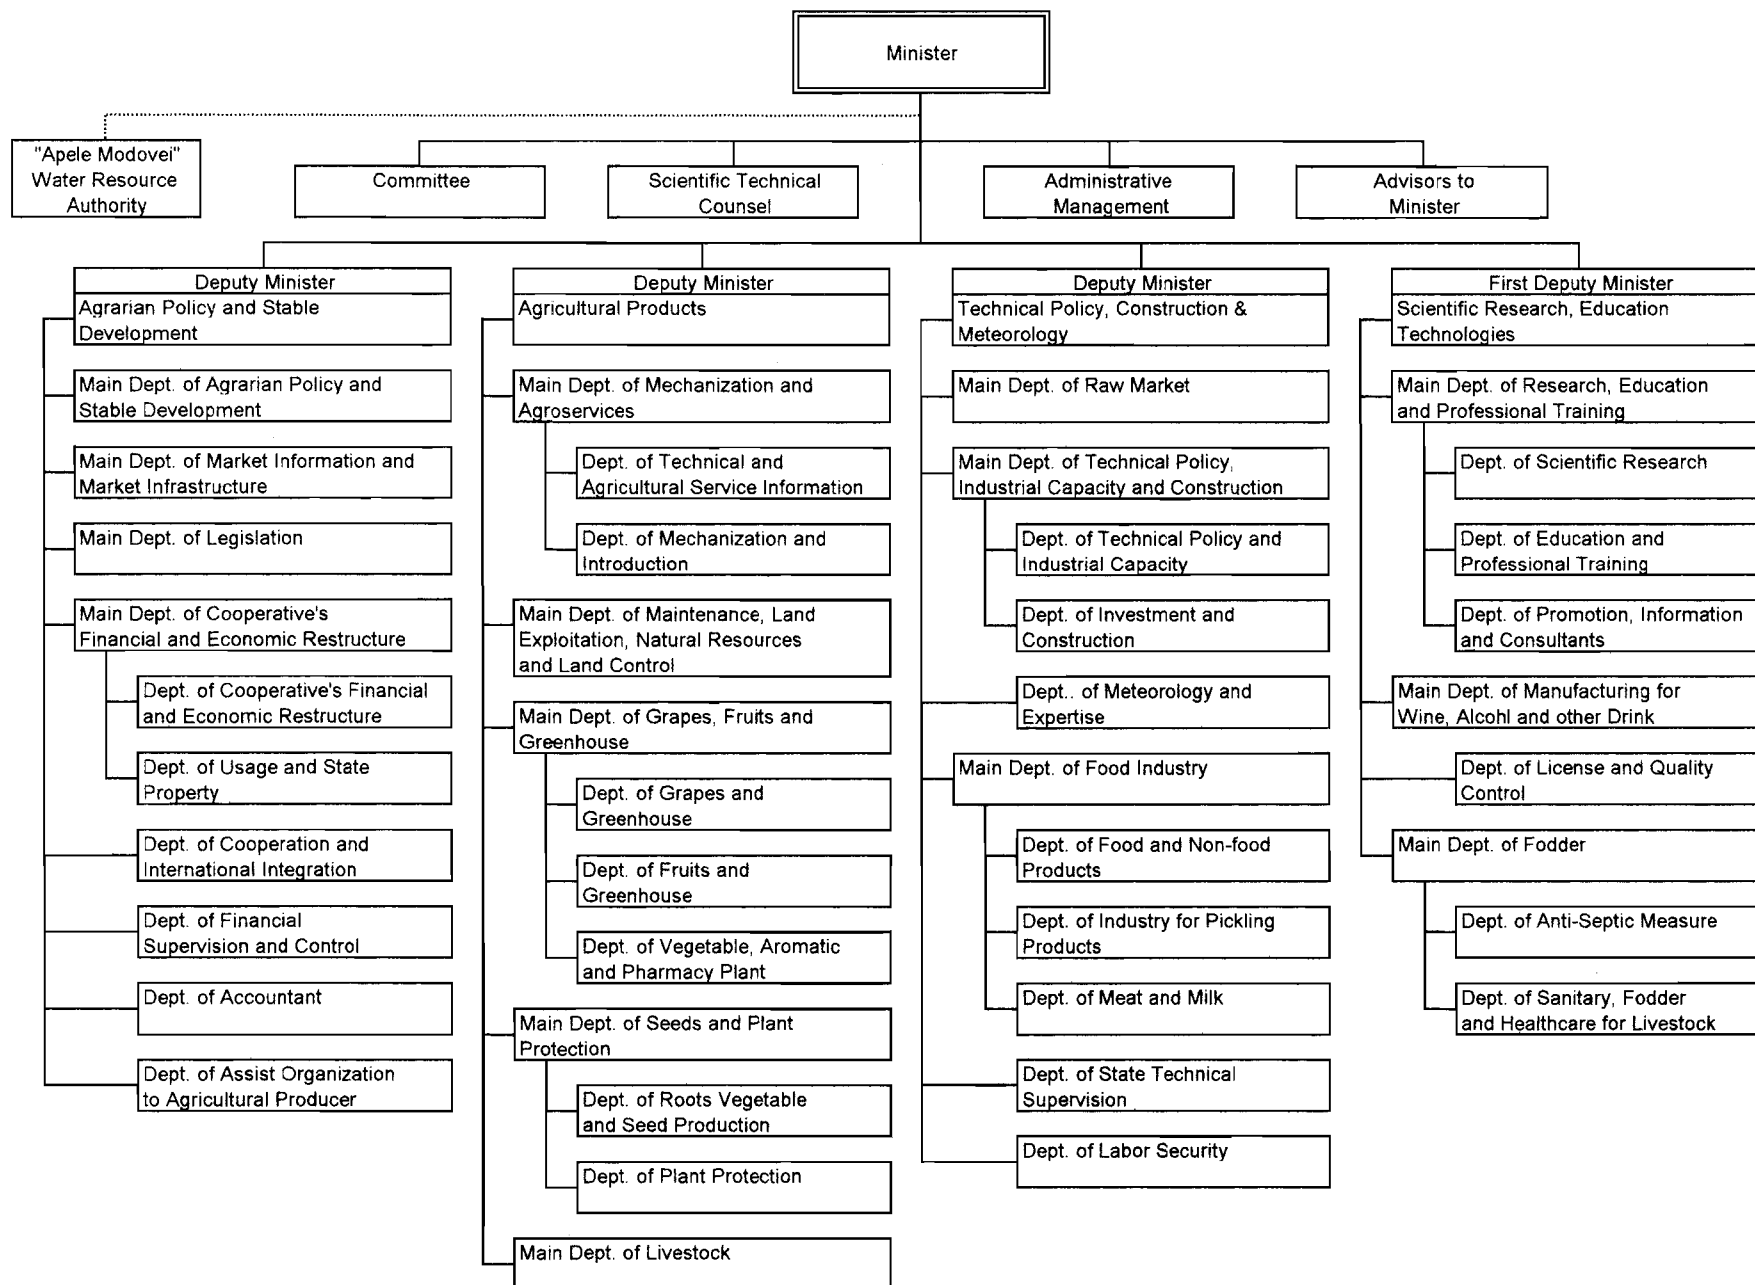 Minister
"Apele Modovei"
Water Resource
Authority
Committee
Scientific Technical
Counsel
Administrative
Management
Advisors to
Minister
Deputy Minister
Agrarian Policy and Stable
Development
Main Dept. of Agrarian Policy and
Stable Development
Main Dept. of Market Information and
Market Infrastructure
Main Dept. of Legislation
Main Dept. of Cooperative's
Financial and Economic Restructure
Dept. of Cooperative's Financial
and Economic Restructure
Dept. of Usage and State
Property
Dept. of Cooperation and
International Integration
Dept. of Financial
Supervision and Control
Dept. of Accountant
Dept. of Assist Organization
to Agricultural Producer
Deputy Minister
Agricultural Products
Main Dept. of Mechanization and
Agroservices
Dept. of Technical and
Agricultural Service Information
Dept. of Mechanization and
Introduction
Main Dept. of Maintenance, Land
Exploitation, Natural Resources
and Land Control
Main Dept. of Grapes, Fruits and
Greenhouse
Dept. of Grapes and
Greenhouse
Dept. of Fruits and
Greenhouse
Dept. of Vegetable, Aromatic
and Pharmacy Plant
Main Dept. of Seeds and Plant
Protection
Dept. of Roots Vegetable
and Seed Production
Dept. of Plant Protection
Main Dept. of Livestock
Deputy Minister
Technical Policy, Construction &
Meteorology
Main Dept. of Raw Market
Main Dept. of Technical Policy,
Industrial Capacity and Construction
Dept. of Technical Policy and
Industrial Capacity
Dept. of Investment and
Construction
Dept.. of Meteorology and
Expertise
Main Dept. of Food Industry
Dept. of Food and Non-food
Products
Dept. of Industry for Pickling
Products
Dept. of Meat and Milk
Dept. of State Technical
Supervision
Dept. of Labor Security
First Deputy Minister
Scientific Research, Education
Technologies
Main Dept. of Research, Education
and Professional Training
Dept. of Scientific Research
Dept. of Education and
Professional Training
Dept. of Promotion, Information
and Consultants
Main Dept. of Manufacturing for
Wine, Alcohl and other Drink
Dept. of License and Quality
Control
Main Dept. of Fodder
Dept. of Anti-Septic Measure
Dept. of Sanitary, Fodder
and Healthcare for Livestock